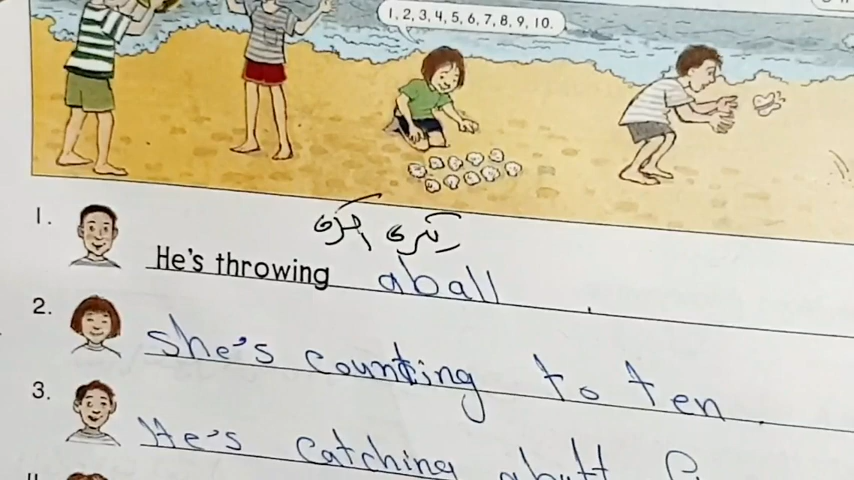 1, 2, 3, 4, 5, 6, 7, 8, 9, 10.
1. He's throwing aball.
2. she's counting to ten.
3. He's catching